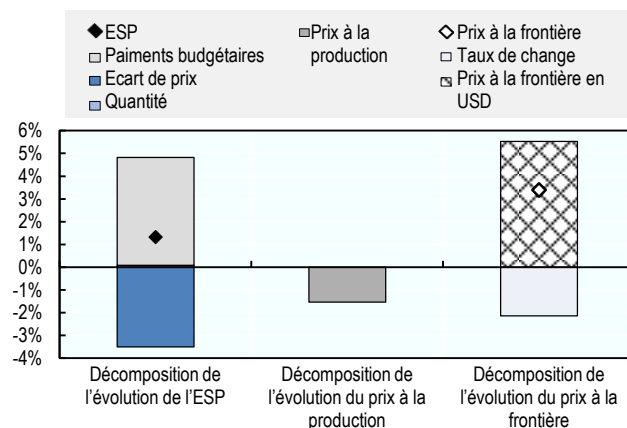 ESP
Paiments budgétaires
Ecart de prix
Quantité
Prix à la
production
Prix à la frontière
Taux de change
Prix à la frontière en
USD
6%
5%
4%
3%
2%
1%
0%
-1%
-2%
-3%
-4%
Décomposition de
l’évolution de l’ESP
Décomposition de
l’évolution du prix à la
production
Décomposition de
l’évolution du prix à la
frontière